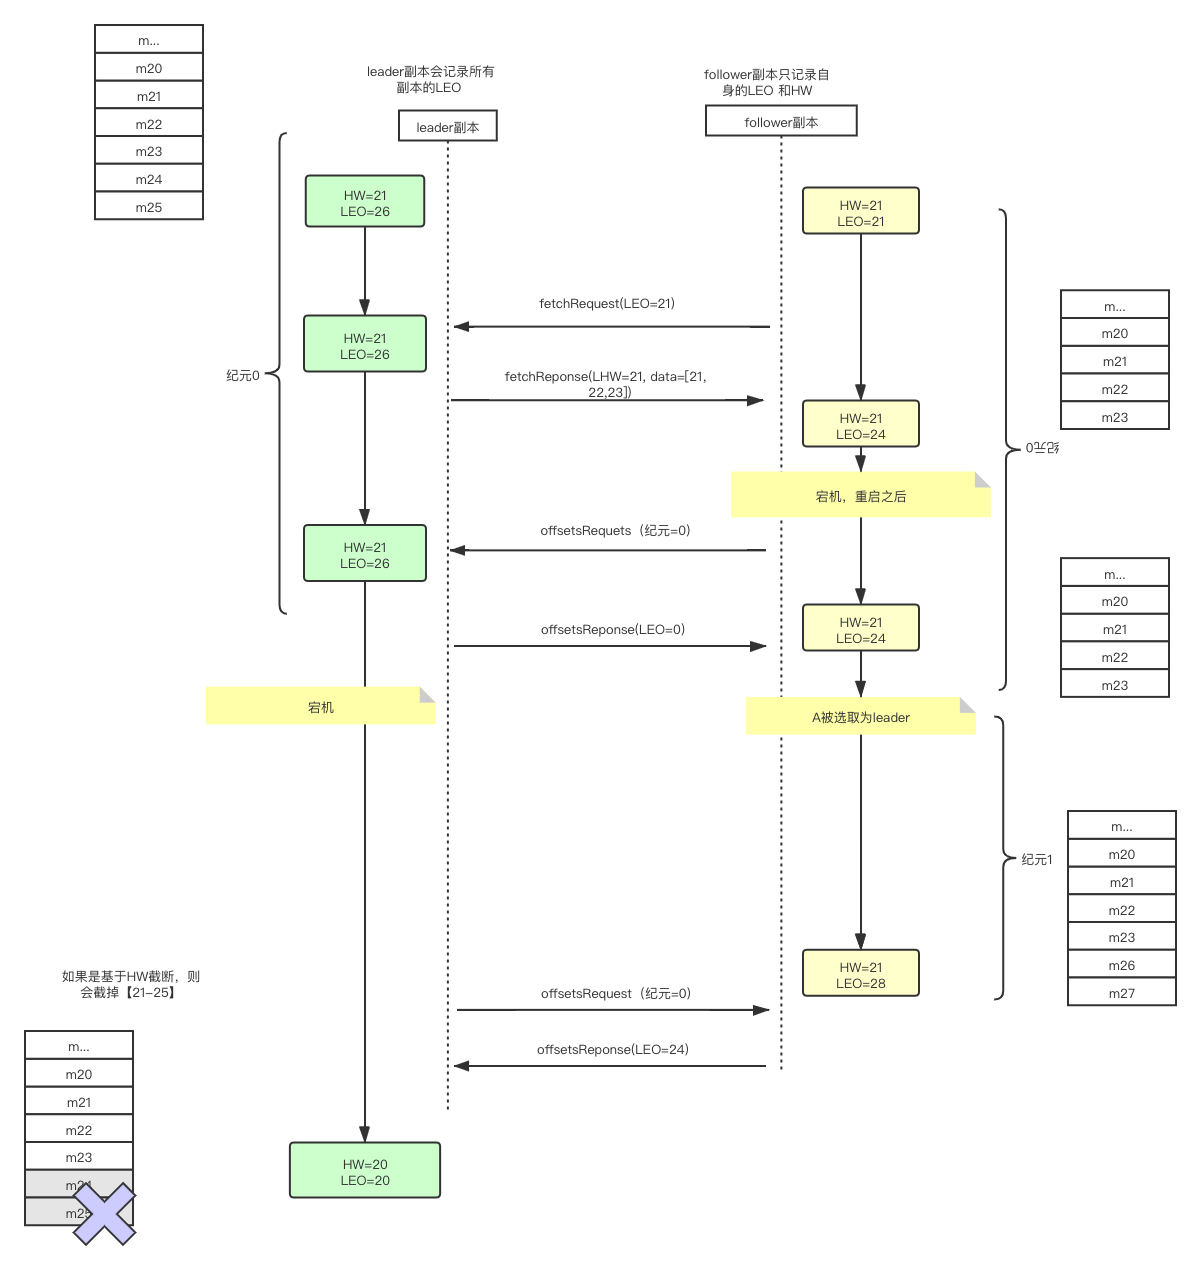 m...
m20
m21
m22
m23
m24
m25
leader副本会记录所有
副本的LEO
follower副本只记录自
身的LEO 和HW
leader副本
follower副本
HW=21
LEO=26
HW=21
LEO=21
fetchRequest(LEO=21)
HW=21
LEO=26
纪元0
fetchReponse(LHW=21, data=[21,
22,23])
HW=21
LEO=24
m...
m20
m21
m22
m23
纪元0
宕机，重启之后
offsetsRequets（纪元=0）
HW=21
LEO=26
offsetsReponse(LEO=0)
HW=21
LEO=24
m...
m20
m21
m22
m23
宕机
A被选取为leader
纪元1
m...
m20
m21
m22
m23
m26
m27
HW=21
LEO=28
如果是基于HW截断，则
会截掉【21-25】
offsetsRequest（纪元=0）
offsetsReponse(LEO=24)
m...
m20
m21
m22
m23
m24
m25
HW=20
LEO=20